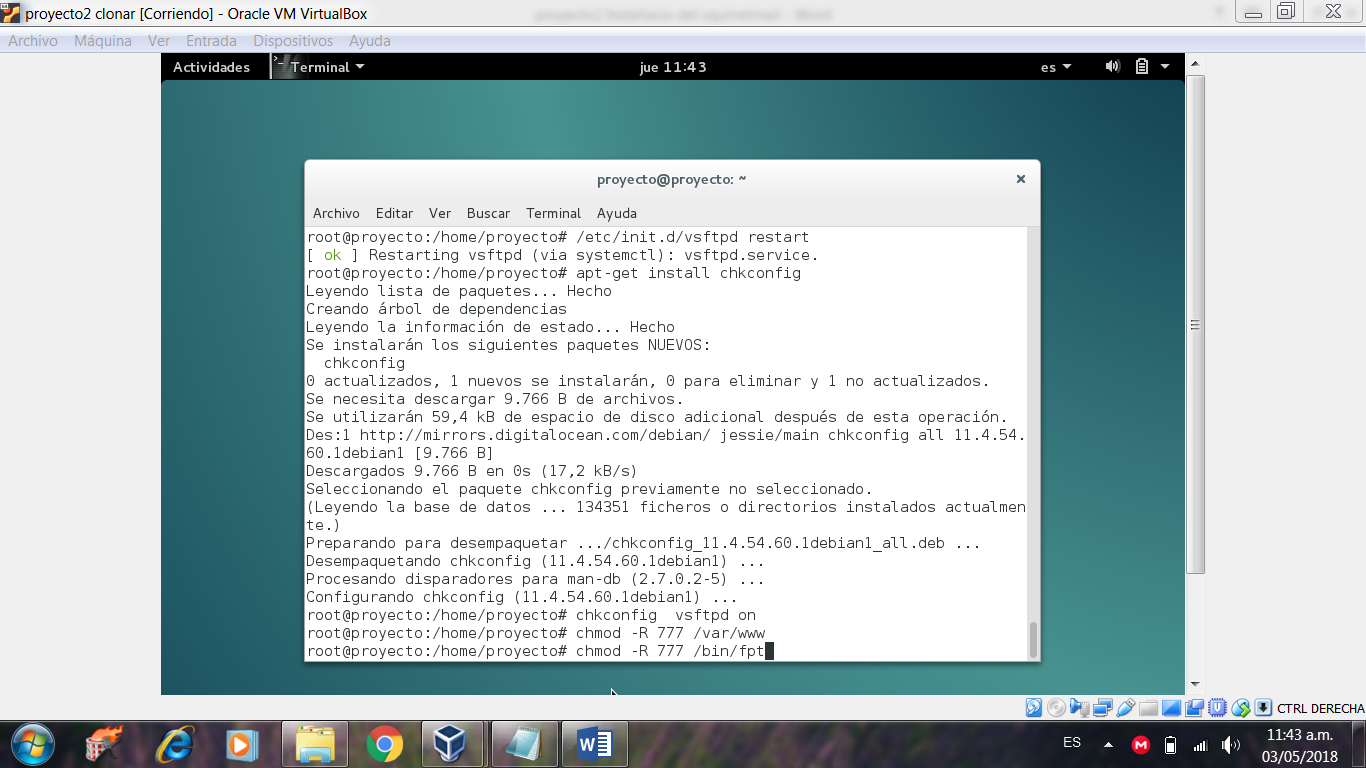 proyecto2 clonar [Corriendo] - Oracle VM VirtualBox
Archivo Máquina Ver Entrada Dispositivos Ayuda
Actividades Terminal jue 11:43 es
proyecto@proyecto: ~
Archivo Editar Ver Buscar Terminal Ayuda
root@proyecto:/home/proyecto# /etc/init.d/vsftpd restart
[ ok ] Restarting vsftpd (via systemctl): vsftpd.service.
root@proyecto:/home/proyecto# apt-get install chkconfig
Leyendo lista de paquetes... Hecho
Creando árbol de dependencias
Leyendo la información de estado... Hecho
Se instalarán los siguientes paquetes NUEVOS:
chkconfig
0 actualizados, 1 nuevos se instalarán, 0 para eliminar y 1 no actualizados.
Se necesita descargar 9.766 B de archivos.
Se utilizarán 59,4 kB de espacio de disco adicional después de esta operación.
Des:1 http://mirrors.digitalocean.com/debian/ jessie/main chkconfig all 11.4.54.
60.1debian1 [9.766 B]
Descargados 9.766 B en 0s (17,2 kB/s)
Seleccionando el paquete chkconfig previamente no seleccionado.
(Leyendo la base de datos ... 134351 ficheros o directorios instalados actualmen
te.)
Preparando para desempaquetar .../chkconfig_11.4.54.60.1debian1_all.deb ...
Desempaquetando chkconfig (11.4.54.60.1debian1) ...
Procesando disparadores para man-db (2.7.0.2-5) ...
Configurando chkconfig (11.4.54.60.1debian1) ...
root@proyecto:/home/proyecto# chkconfig  vsftpd on
root@proyecto:/home/proyecto# chmod -R 777 /var/www
root@proyecto:/home/proyecto# chmod -R 777 /bin/fpt
CTRL DERECHA
ES 11:43 a.m.
03/05/2018